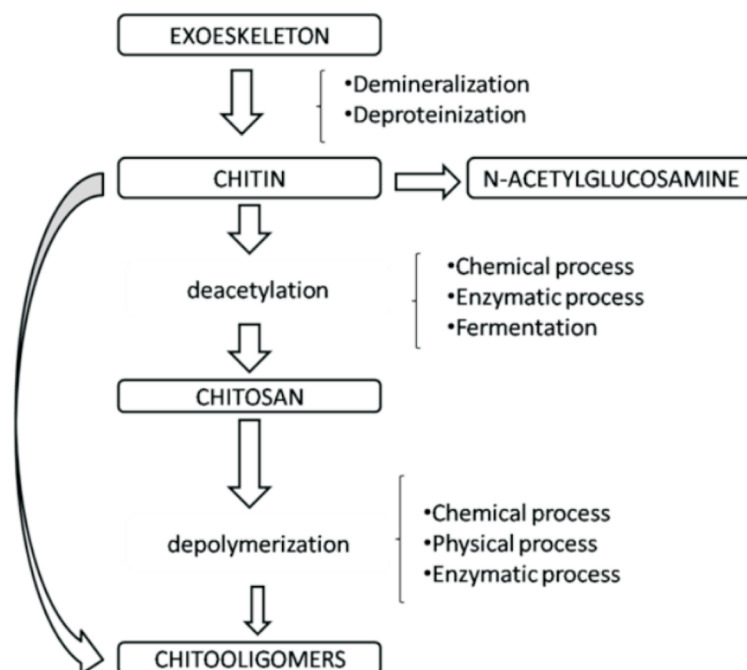 EXOESKELETON
•Demineralization
•Deproteinization
CHITIN
N-ACETYLGLUCOSAMINE
deacetylation
•Chemical process
•Enzymatic process
•Fermentation
CHITOSAN
depolymerization
•Chemical process
•Physical process
•Enzymatic process
CHITOOLIGOMERS